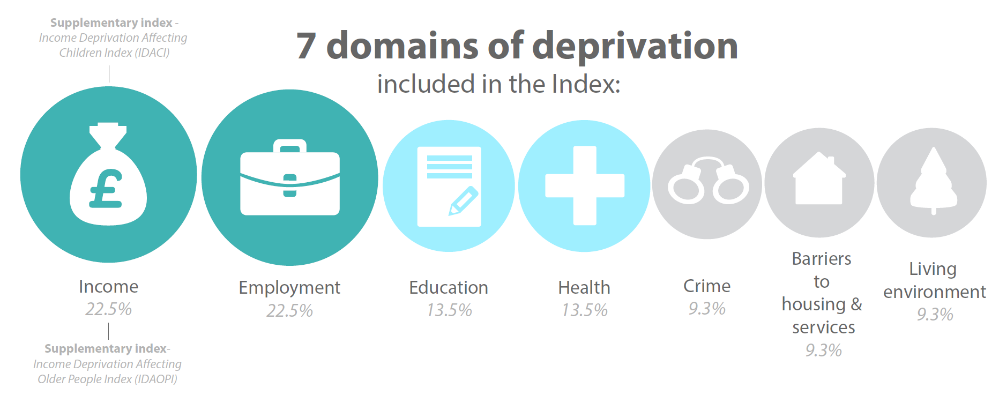 Supplementary index -
Income Deprivation Affecting
Children Index (IDACI)
7 domains of deprivation
included in the Index:
£
Income
22.5%
Supplementary index-
Income Deprivation Affecting
Older People Index (IDAOPI)
Employment
22.5%
Education
13.5%
Health
13.5%
Crime
9.3%
Barriers
to
housing &
services
9.3%
Living
environment
9.3%